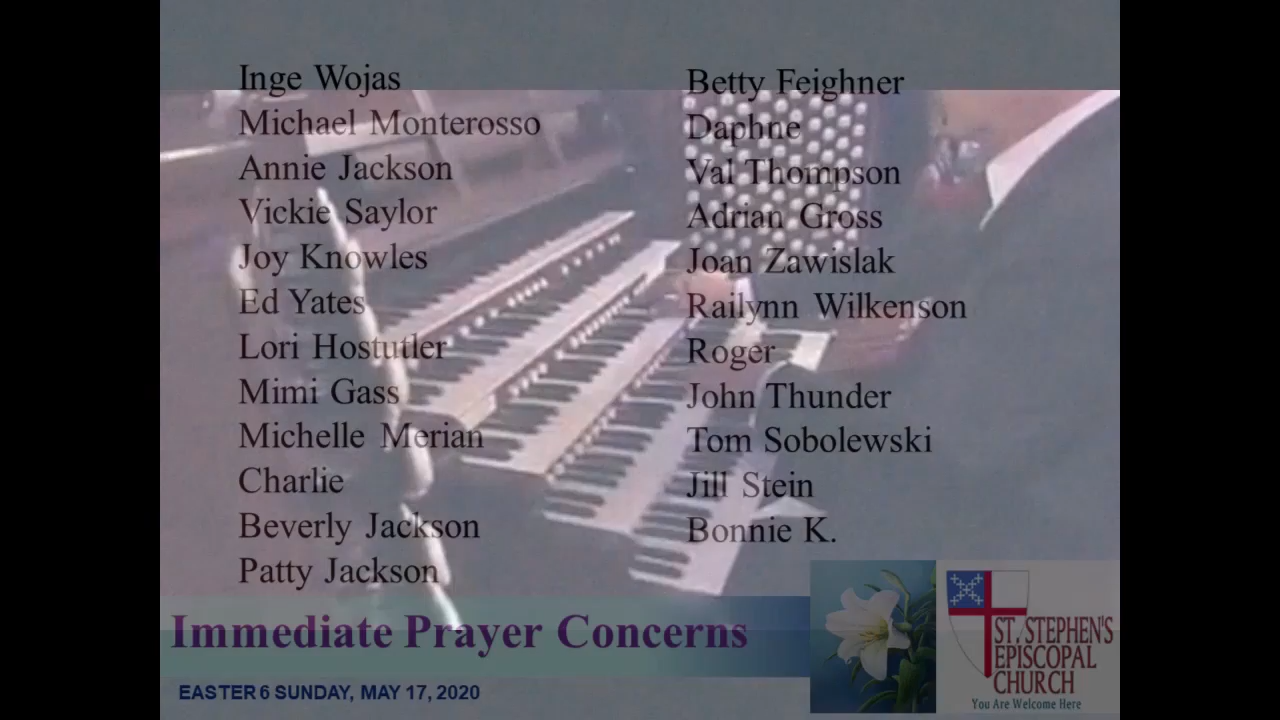 Inge Wojas
Michael Monterosso
Annie Jackson
Vickie Saylor
Joy Knowles
Ed Yates
Lori Hostutler
Mimi Gass
Michelle Merian
Charlie
Beverly Jackson
Patty Jackson
Betty Feighner
Daphne
Val Thompson
Adrian Gross
Joan Zawislak
Railynn Wilkenson
Roger
John Thunder
Tom Sobolewski
Jill Stein
Bonnie K.
Immediate Prayer Concerns
EASTER 6 SUNDAY, MAY 17, 2020
ST. STEPHEN'S
EPISCOPAL
CHURCH
You Are Welcome Here